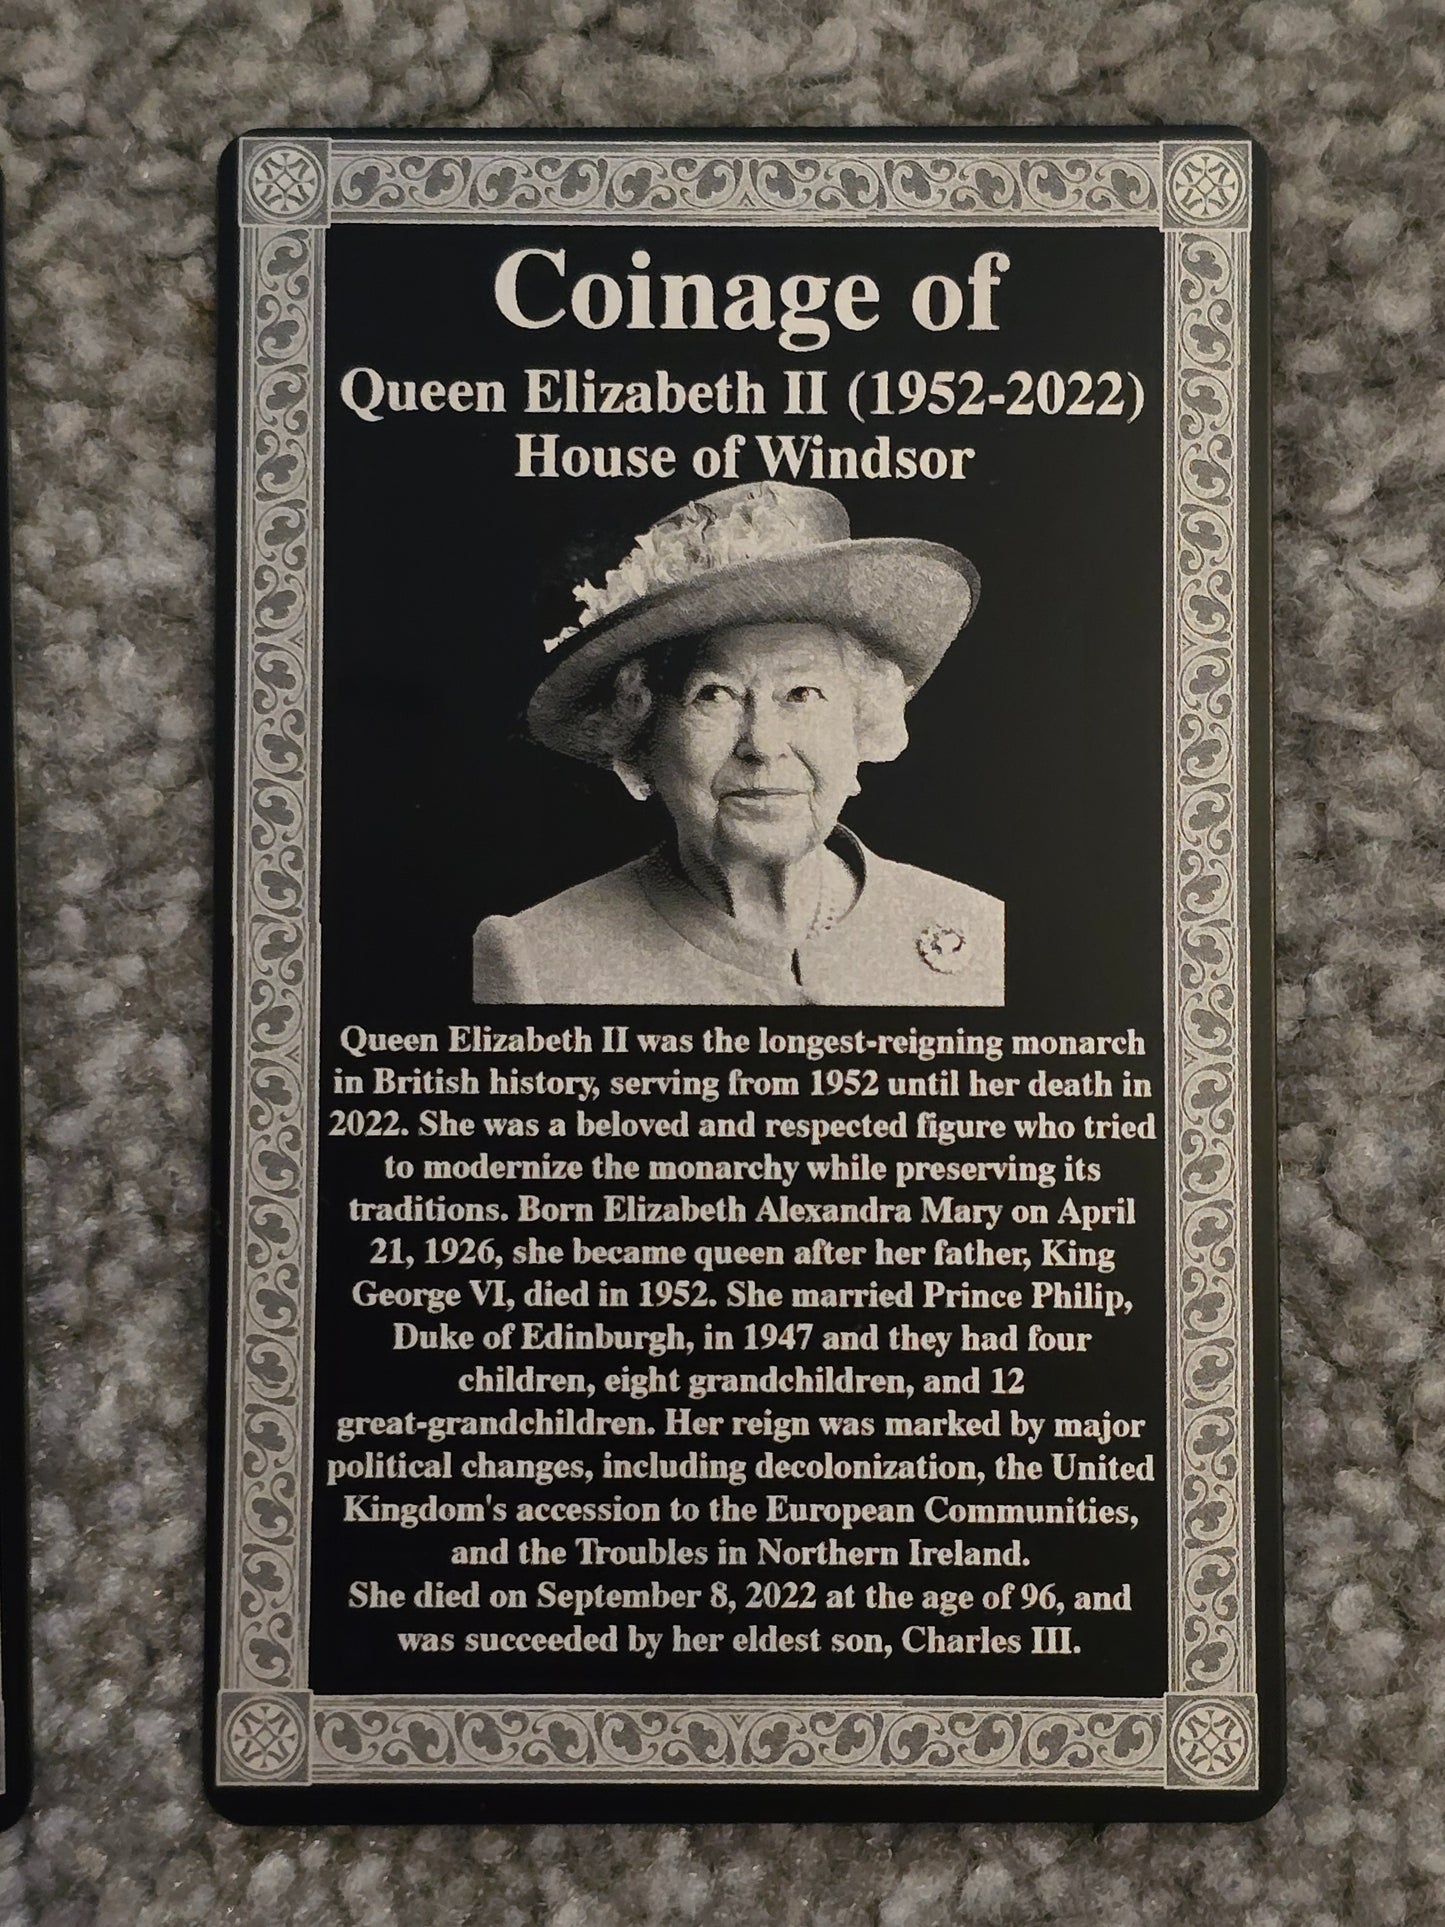 Coinage of
Queen Elizabeth II (1952-2022)
House of Windsor
Queen Elizabeth II was the longest-reigning monarch
in British history, serving from 1952 until her death in
2022. She was a beloved and respected figure who tried
to modernize the monarchy while preserving its
traditions. Born Elizabeth Alexandra Mary on April
21, 1926, she became queen after her father, King
George VI, died in 1952. She married Prince Philip,
Duke of Edinburgh, in 1947 and they had four
children, eight grandchildren, and 12
great-grandchildren. Her reign was marked by major
political changes, including decolonization, the United
Kingdom's accession to the European Communities,
and the Troubles in Northern Ireland.
She died on September 8, 2022 at the age of 96, and
was succeeded by her eldest son, Charles III.